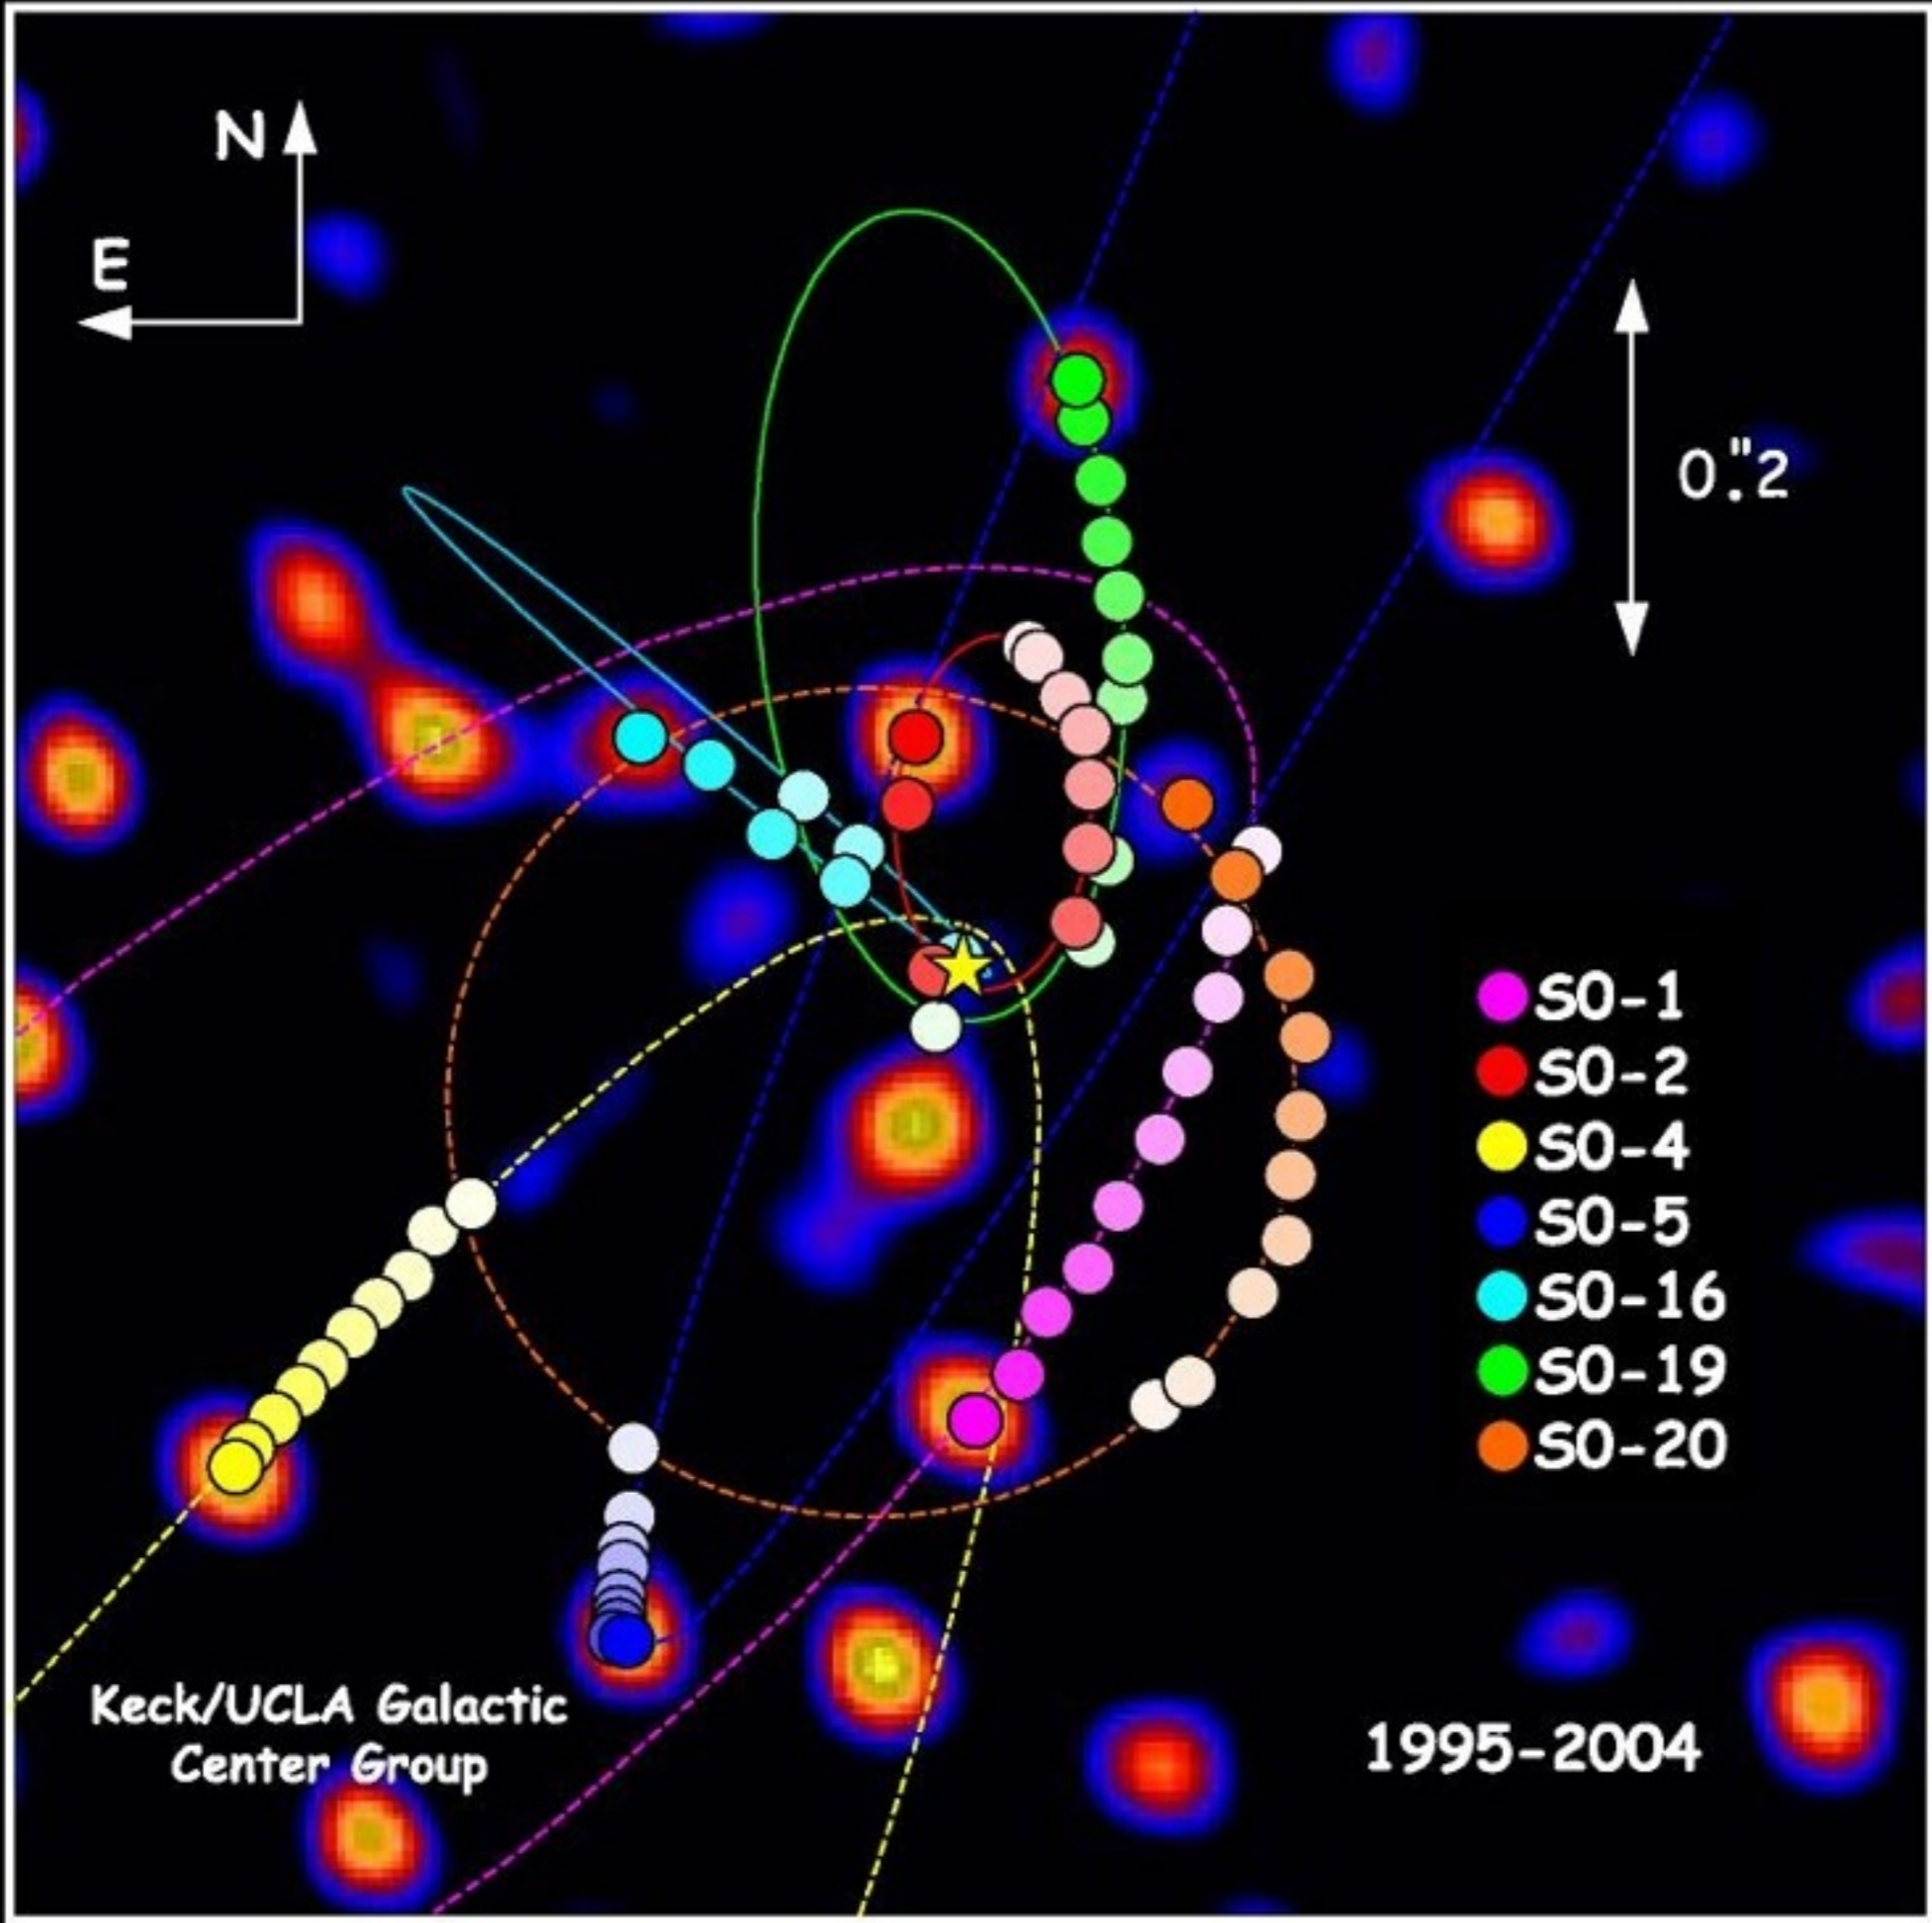 N
E
0."2
S0-1
S0-2
S0-4
S0-5
S0-16
S0-19
S0-20
Keck/UCLA Galactic
Center Group
1995-2004